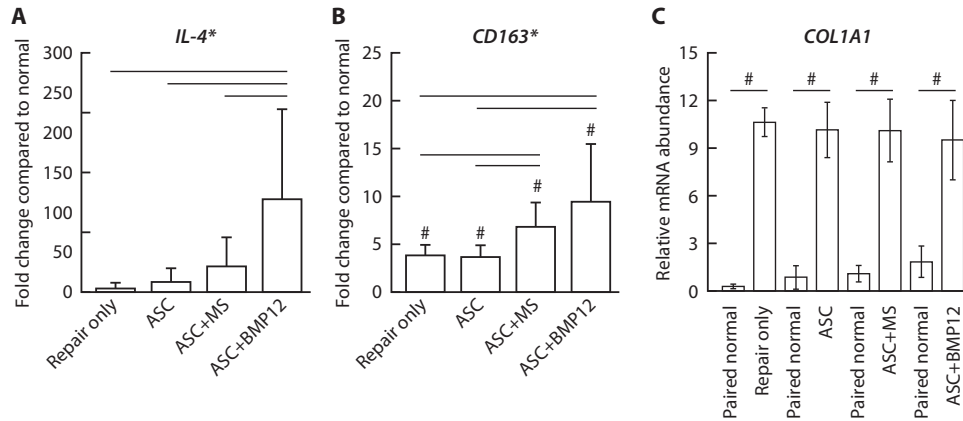 A
IL-4*
Fold change compared to normal
300
250
200
150
100
50
0
Repair only
ASC
ASC+MS
ASC+BMP12
B
CD163*
Fold change compared to normal
25
20
15
10
5
0
#
#
#
#
Repair only
ASC
ASC+MS
ASC+BMP12
C
COL1A1
Relative mRNA abundance
15
12
9
6
3
0
#
#
#
#
Paired normal
Repair only
Paired normal
ASC
Paired normal
ASC+MS
Paired normal
ASC+BMP12